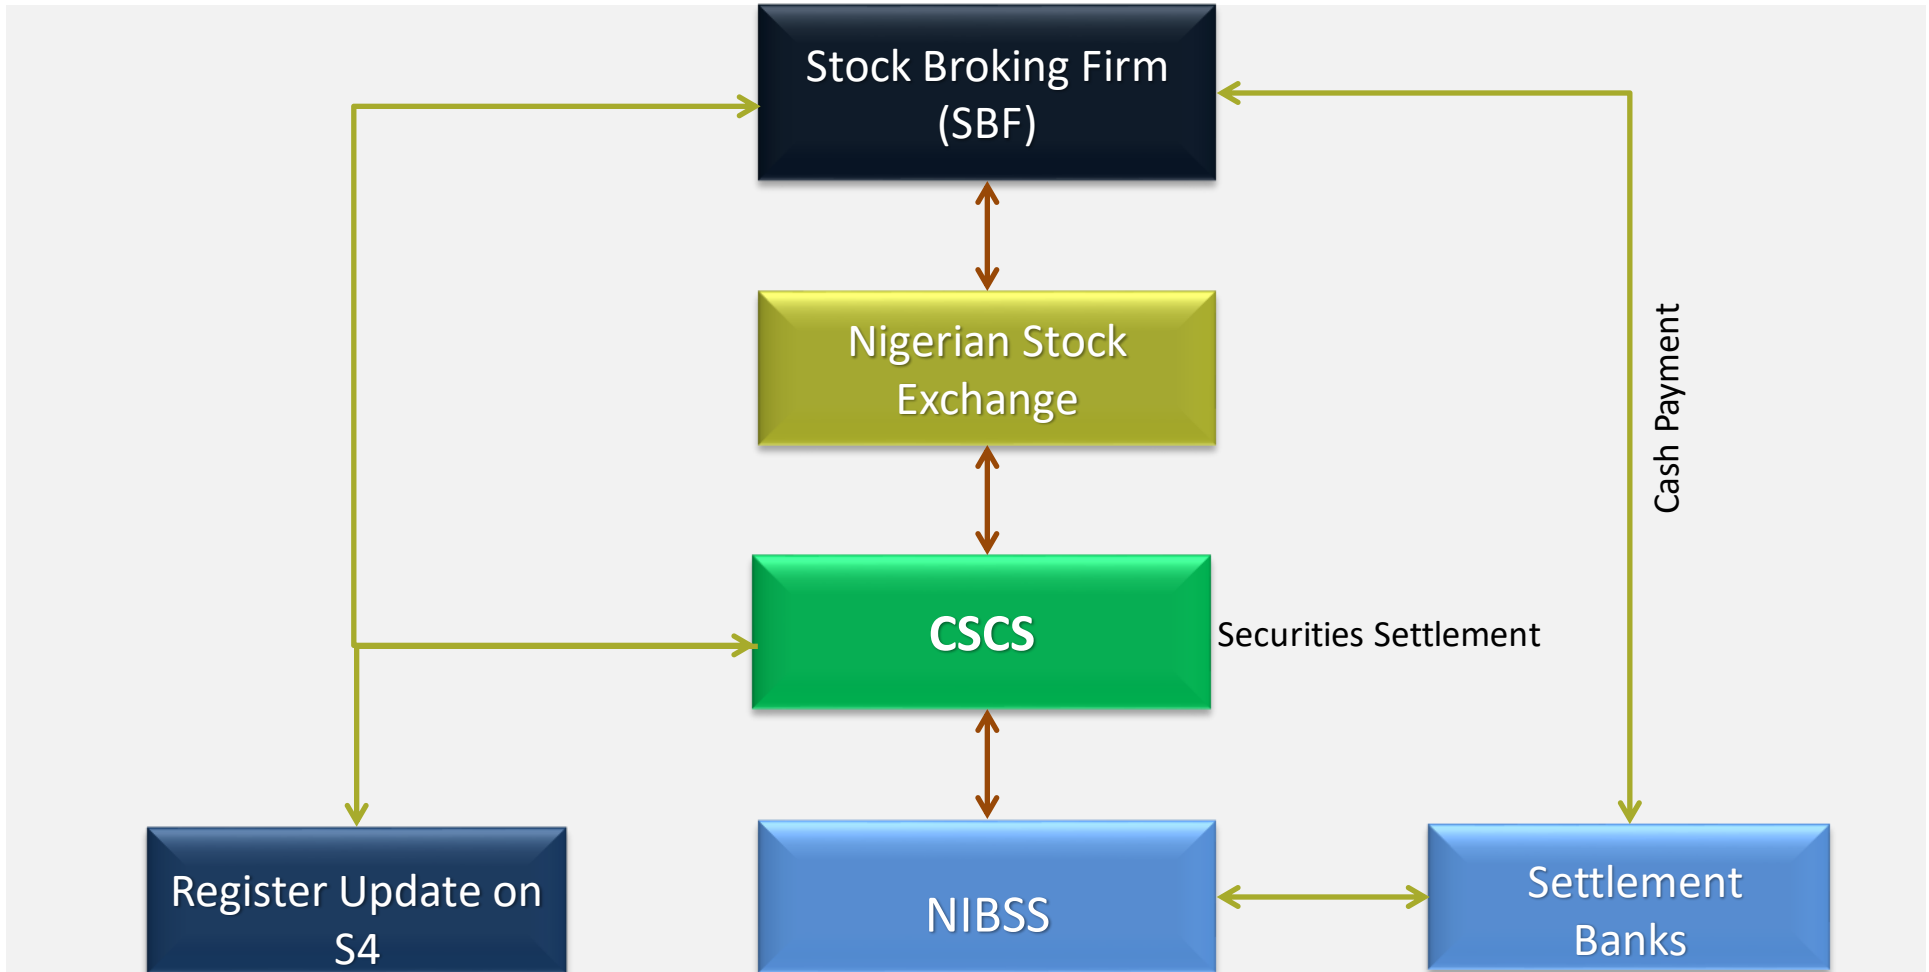 Stock Broking Firm
(SBF)
Nigerian Stock
Exchange
Cash Payment
CSCS
Securities Settlement
Register Update on
S4
NIBSS
Settlement
Banks